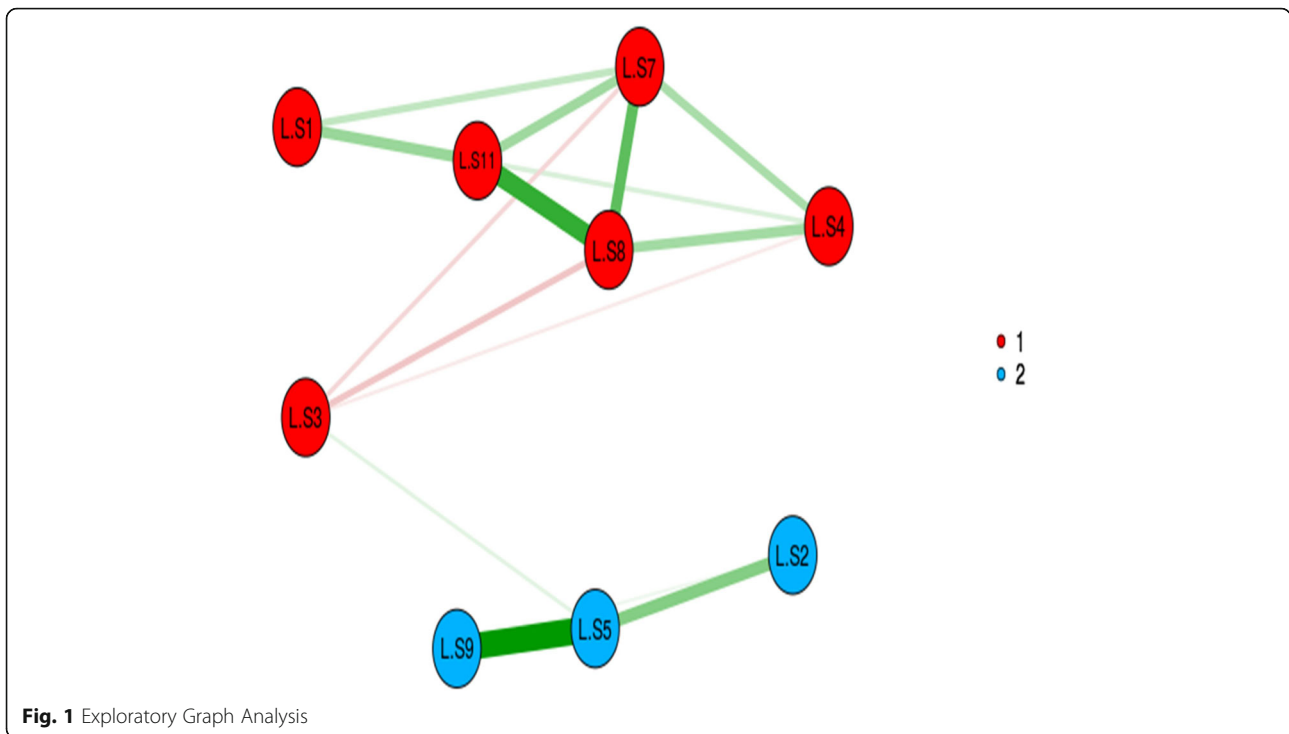 L.S7
L.S1
L.S11
L.S4
L.S8
1
2
L.S3
L.S2
L.S5
L.S9
Fig. 1 Exploratory Graph Analysis